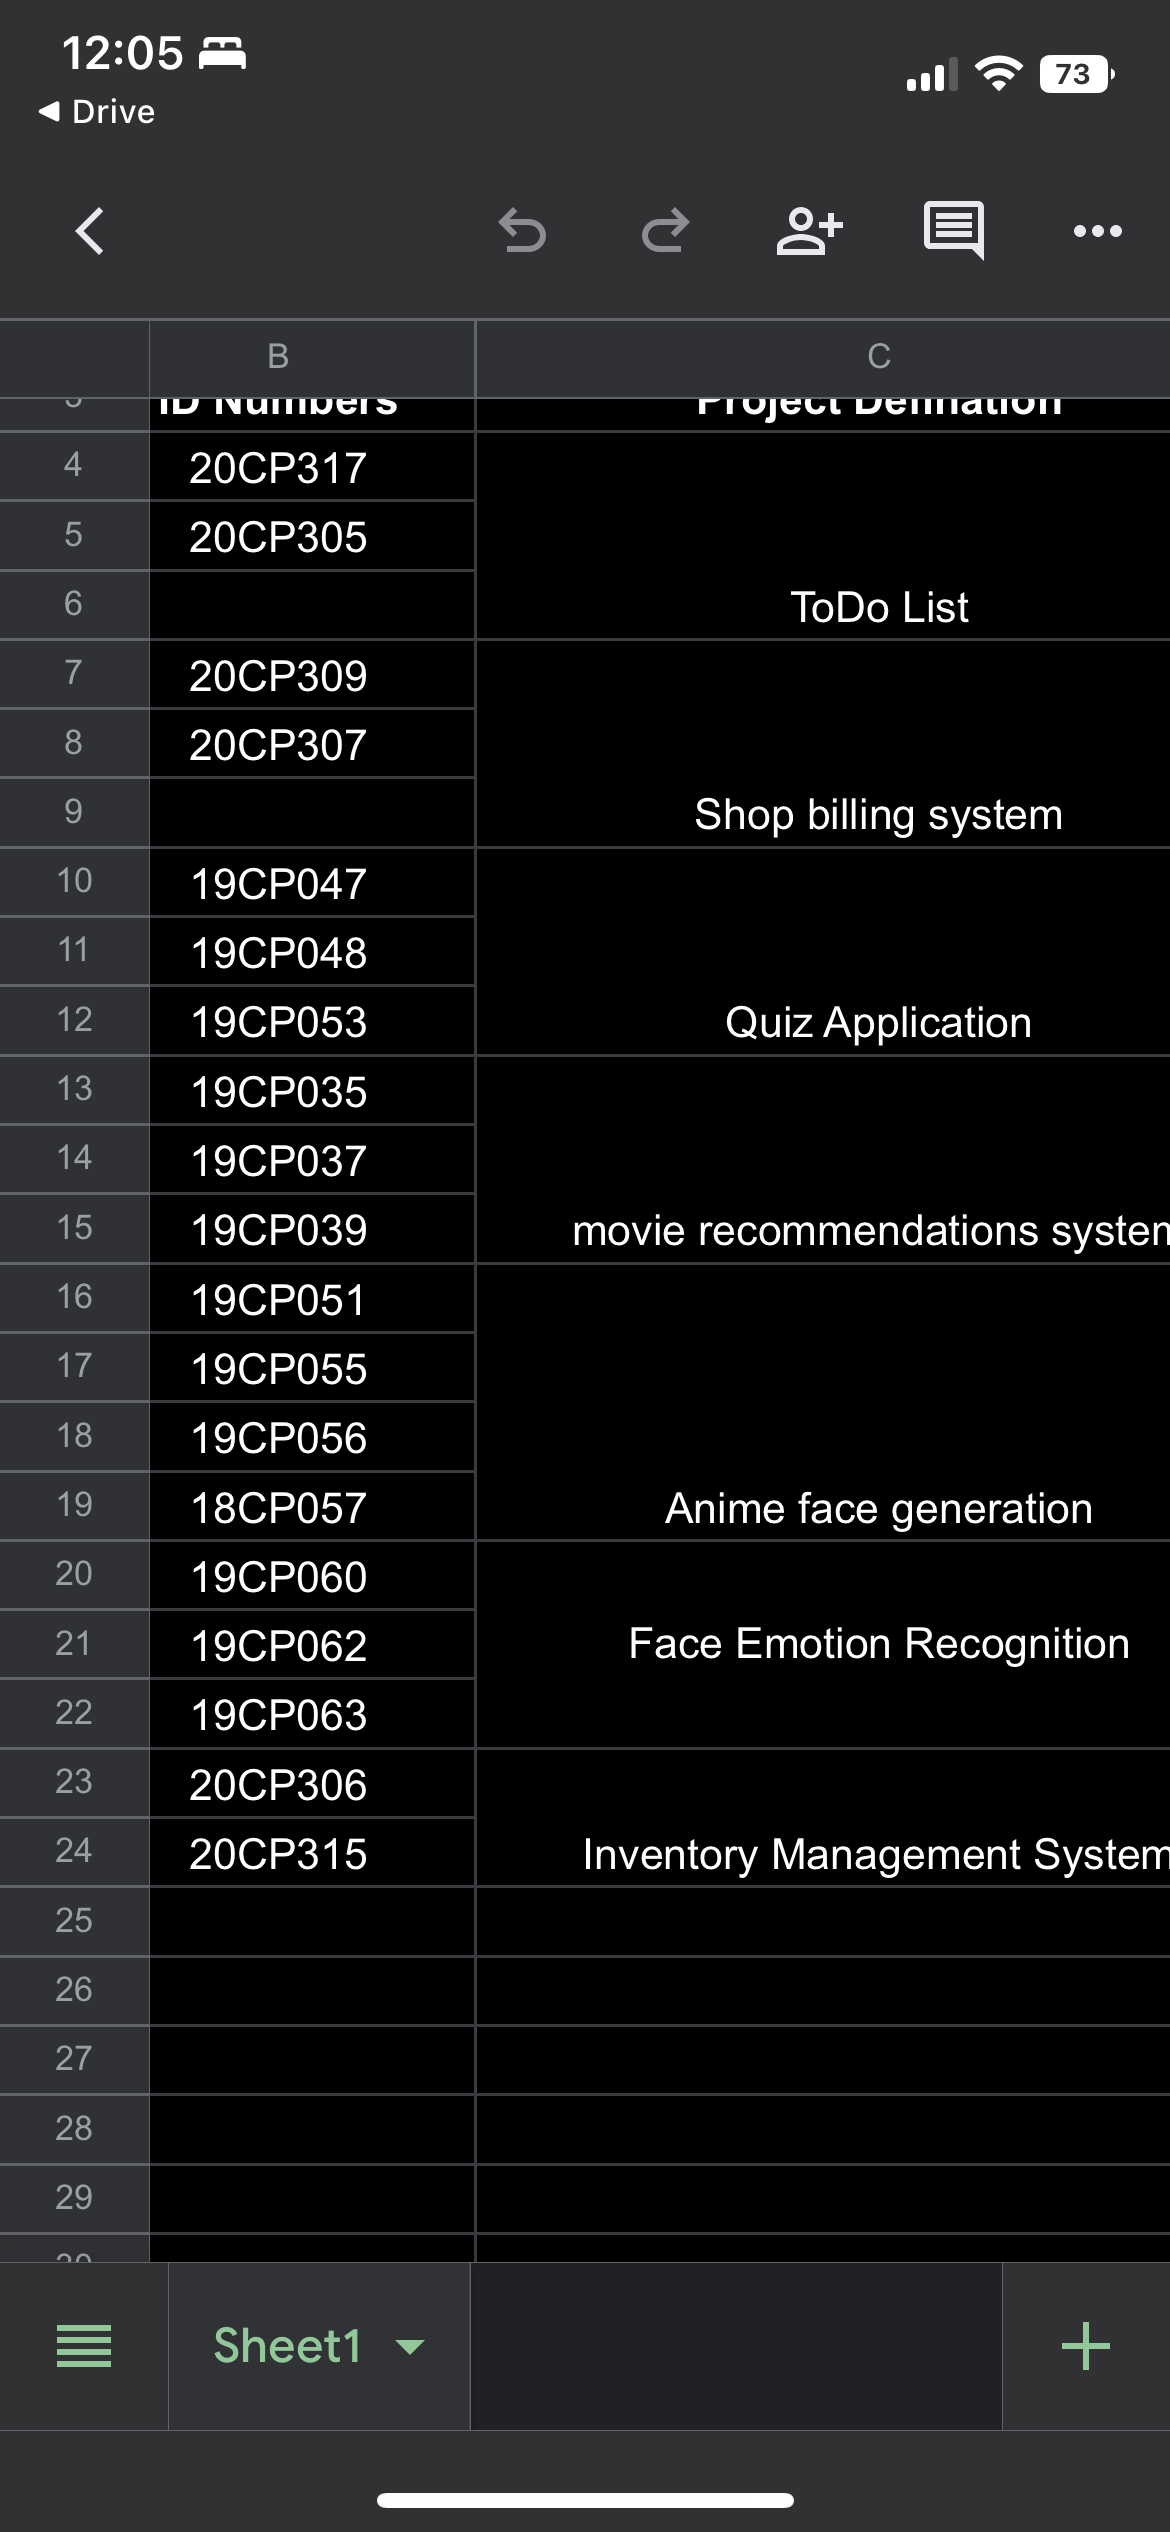 12:05
Drive
73
B C
3 ID Numbers Project Defination
4 20CP317
5 20CP305
6 ToDo List
7 20CP309
8 20CP307
9 Shop billing system
10 19CP047
11 19CP048
12 19CP053 Quiz Application
13 19CP035
14 19CP037
15 19CP039 movie recommendations system
16 19CP051
17 19CP055
18 19CP056
19 18CP057 Anime face generation
20 19CP060
21 19CP062 Face Emotion Recognition
22 19CP063
23 20CP306
24 20CP315 Inventory Management System
25
26
27
28
29
30
Sheet1